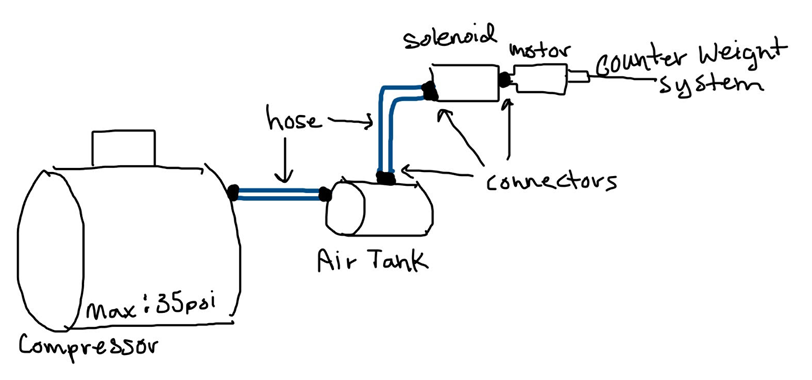 solenoid
motor
Counter Weight
system
hose
connectors
Air Tank
Max: 35psi
Compressor